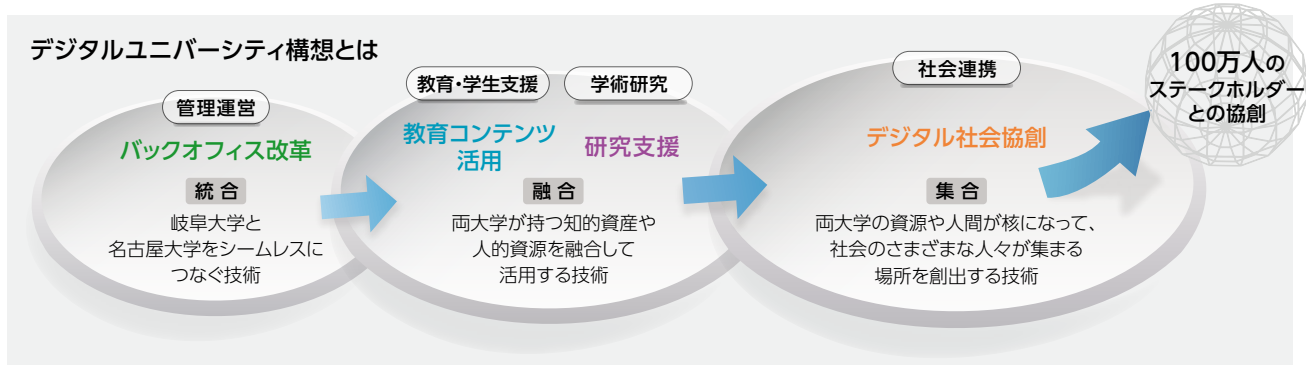 デジタルユニバーシティ構想とは
管理運営
バックオフィス改革
統合
岐阜大学と
名古屋大学をシームレスに
つなぐ技術
教育・学生支援
学術研究
教育コンテンツ
活用
研究支援
融合
両大学が持つ知的資産や
人的資源を融合して
活用する技術
社会連携
デジタル社会協創
集合
両大学の資源や人間が核になって、
社会のさまざまな人々が集まる
場所を創出する技術
100万人の
ステークホルダー
との協創